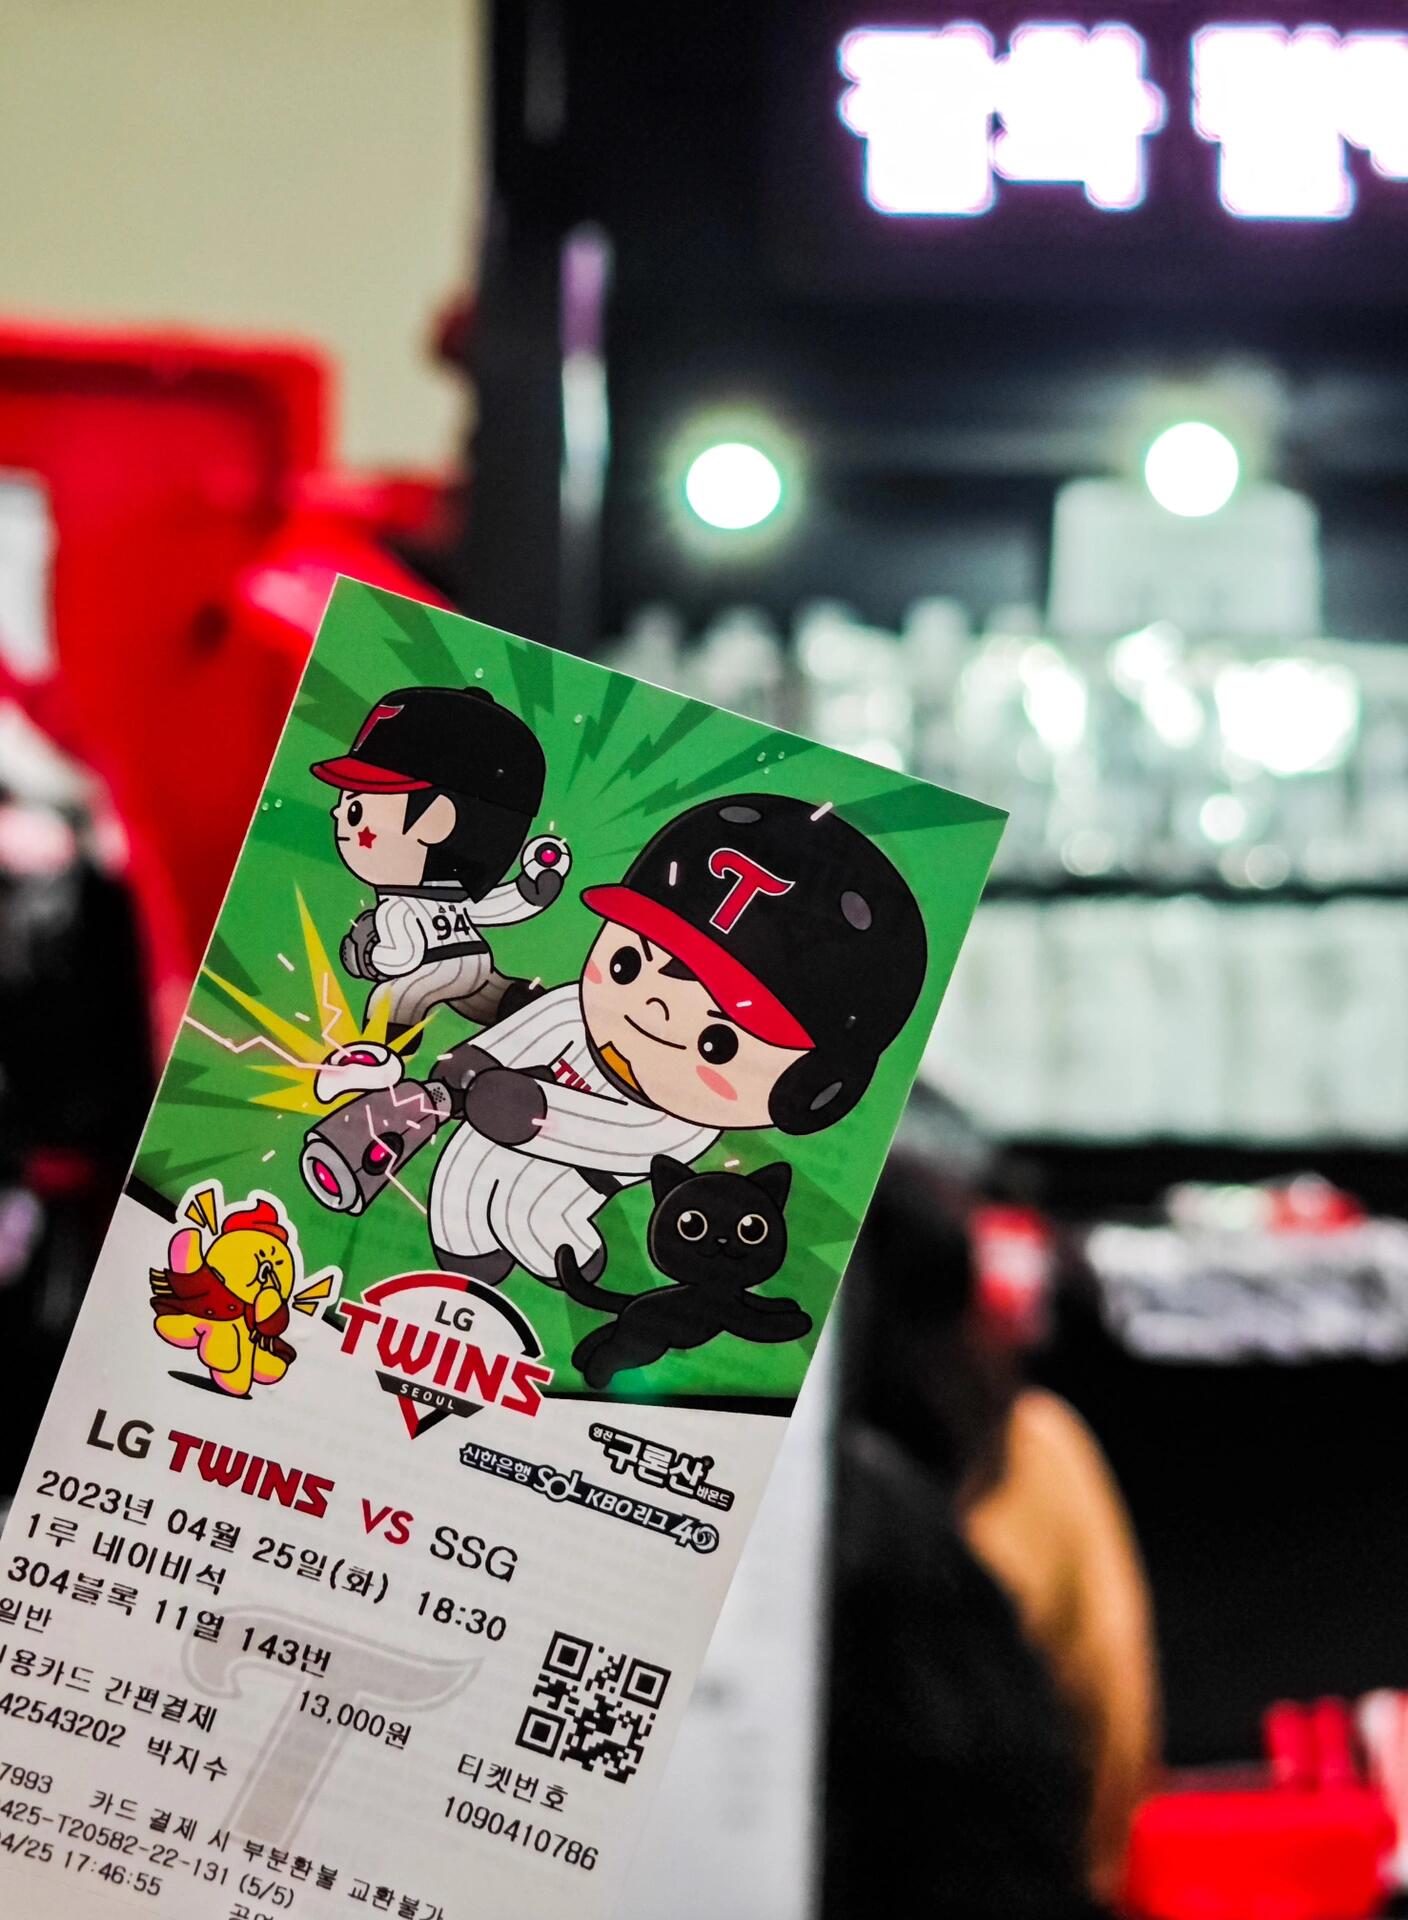 T
T
94
LG
TWINS
SEOUL
영진
구론산
바몬드
신한은행 SOL KBO리그 40
LG TWINS VS SSG
2023년 04월 25일(화) 18:30
1루 네이비석
304블록 11열 143번
일반
용카드 간편결제 13,000원
42543202 박지수
티켓번호
1090410786
7993 카드 결제 시 부분환불 교환불가
425-T20582-22-131 (5/5)
4/25 17:46:55